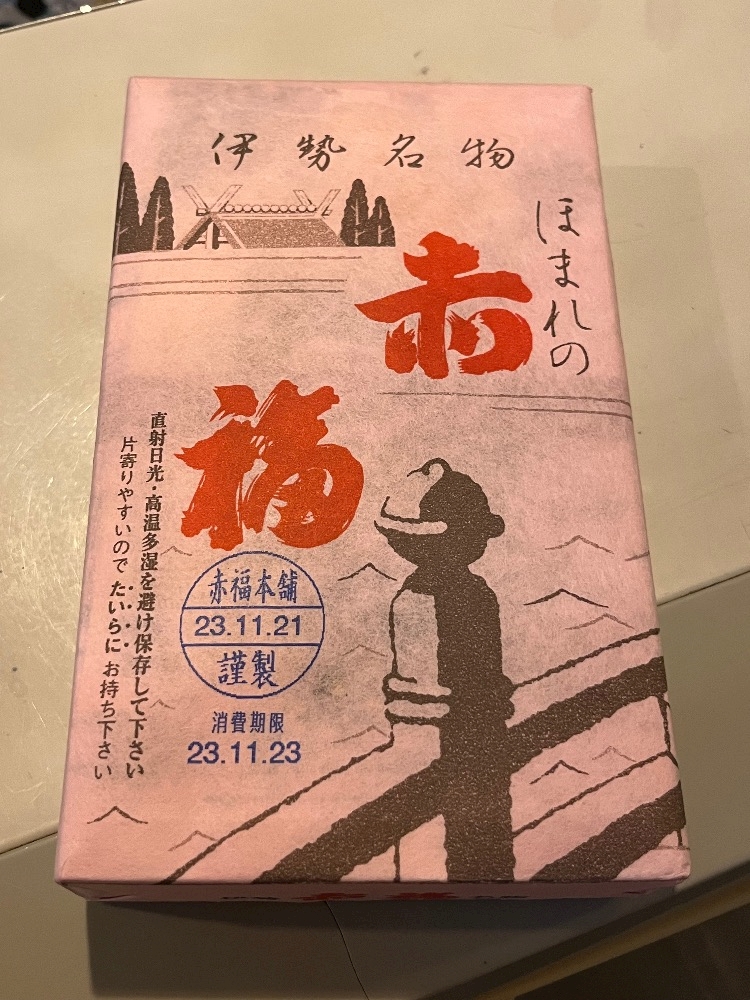 伊勢名物
ほまれの
赤
福
直射日光・高温多湿を避け保存して下さい
片寄りやすいので たいらに お持ち下さい
赤福本舗
23.11.21
謹製
消費期限
23.11.23